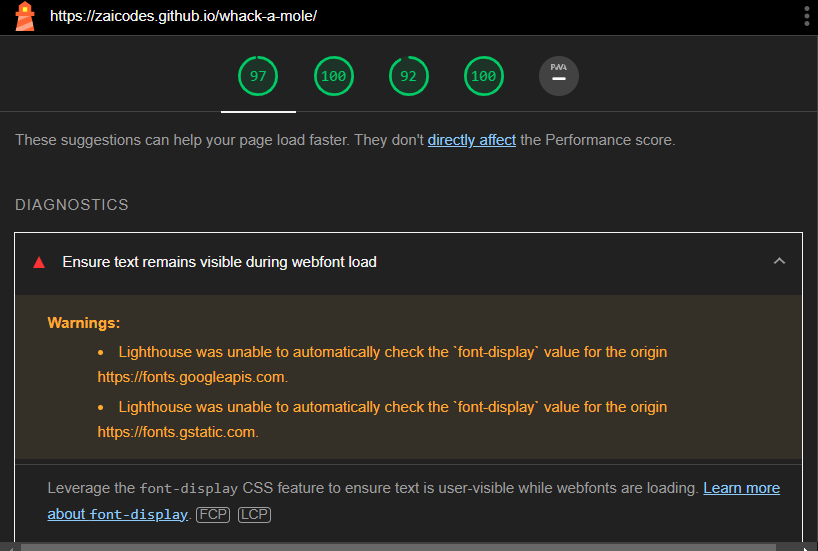 https://zaicodes.github.io/whack-a-mole/
97 100 92 100 PWA
These suggestions can help your page load faster. They don't directly affect the Performance score.
DIAGNOSTICS
Ensure text remains visible during webfont load
Warnings:
• Lighthouse was unable to automatically check the `font-display` value for the origin
https://fonts.googleapis.com.
• Lighthouse was unable to automatically check the `font-display` value for the origin
https://fonts.gstatic.com.
Leverage the font-display CSS feature to ensure text is user-visible while webfonts are loading. Learn more
about font-display. FCP LCP